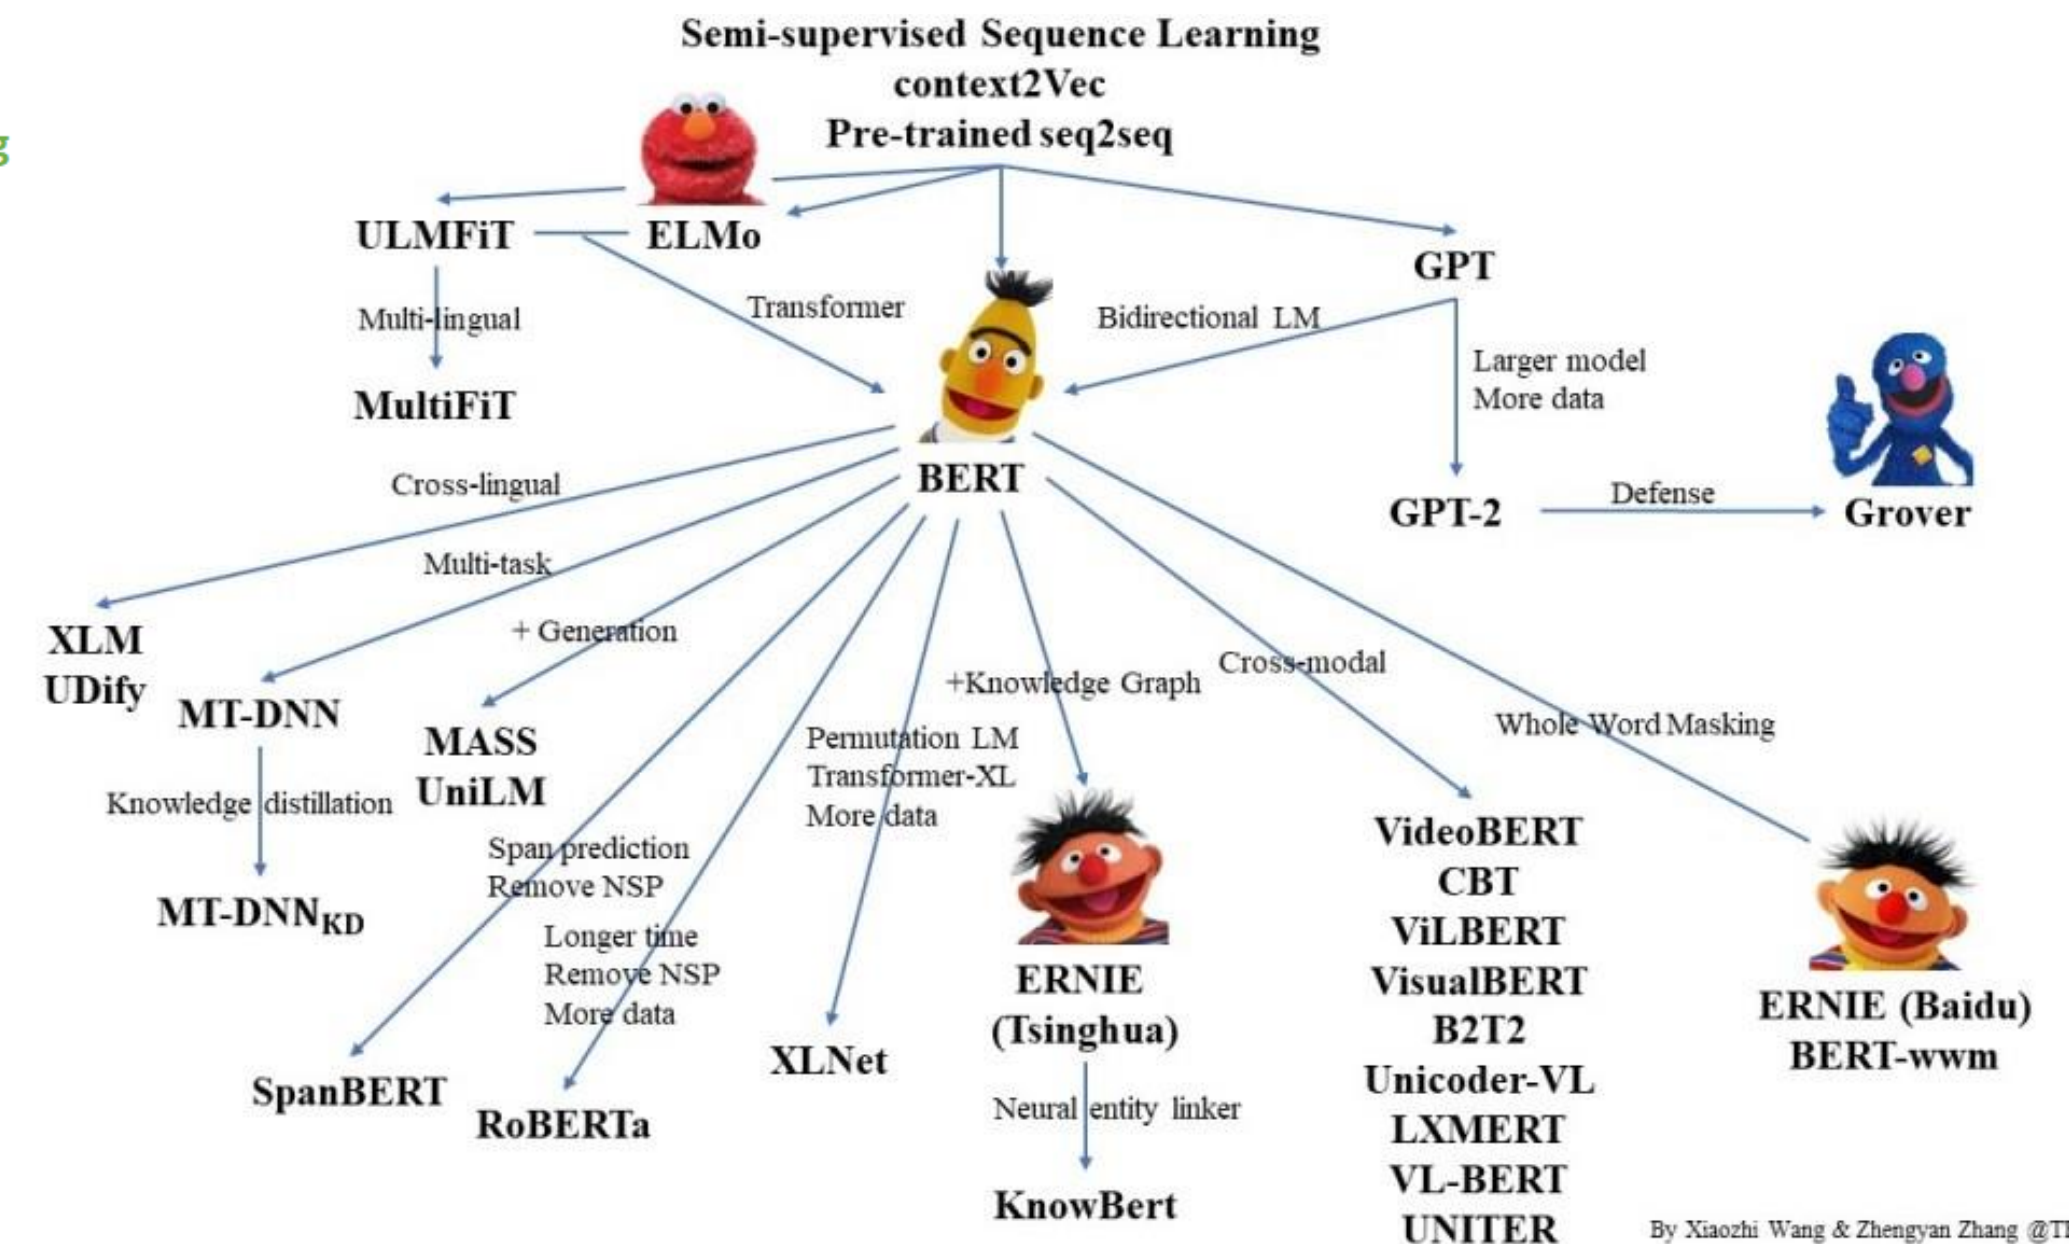 Semi-supervised Sequence Learning
context2Vec
Pre-trained seq2seq
ULMFiT
ELMo
GPT
Multi-lingual
Transformer
Bidirectional LM
Larger model
More data
MultiFiT
BERT
GPT-2
Defense
Grover
Cross-lingual
Multi-task
+ Generation
XLM
UDify
MT-DNN
MASS
UniLM
+Knowledge Graph
Cross-modal
Whole Word Masking
Permutation LM
Transformer-XL
More data
Knowledge distillation
MT-DNNKD
Span prediction
Remove NSP
Longer time
Remove NSP
More data
SpanBERT
RoBERTa
XLNet
ERNIE
(Tsinghua)
Neural entity linker
KnowBert
VideoBERT
CBT
ViLBERT
VisualBERT
B2T2
Unicoder-VL
LXMERT
VL-BERT
UNITER
ERNIE (Baidu)
BERT-wwm
By Xiaozhi Wang & Zhengyan Zhang